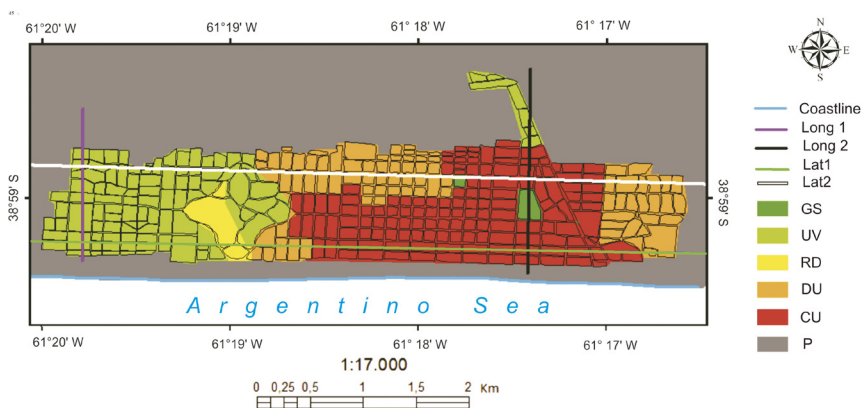 61°20' W 61°19' W 61°18' W 61°17' W
N
W E
S
38°59' S
38°59' S
Coastline
Long 1
Long 2
Lat1
Lat2
GS
UV
RD
DU
CU
P
Argentino Sea
61°20' W 61°19' W 61° 18' W 61° 17' W
1:17.000
0 0,25 0,5 1 1,5 2 Km